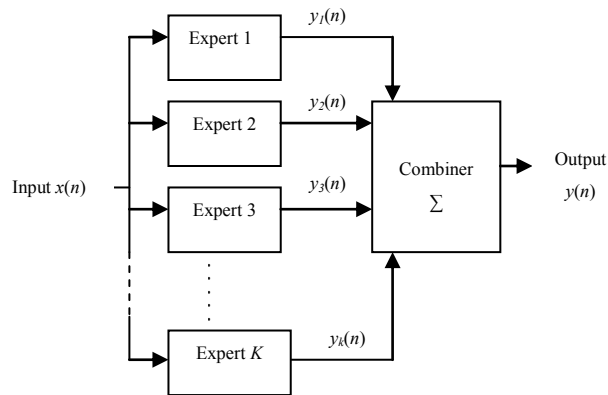 Expert 1
y1(n)
Expert 2
y2(n)
Input x(n)
Expert 3
y3(n)
Combiner
∑
Output
y(n)
Expert K
yk(n)